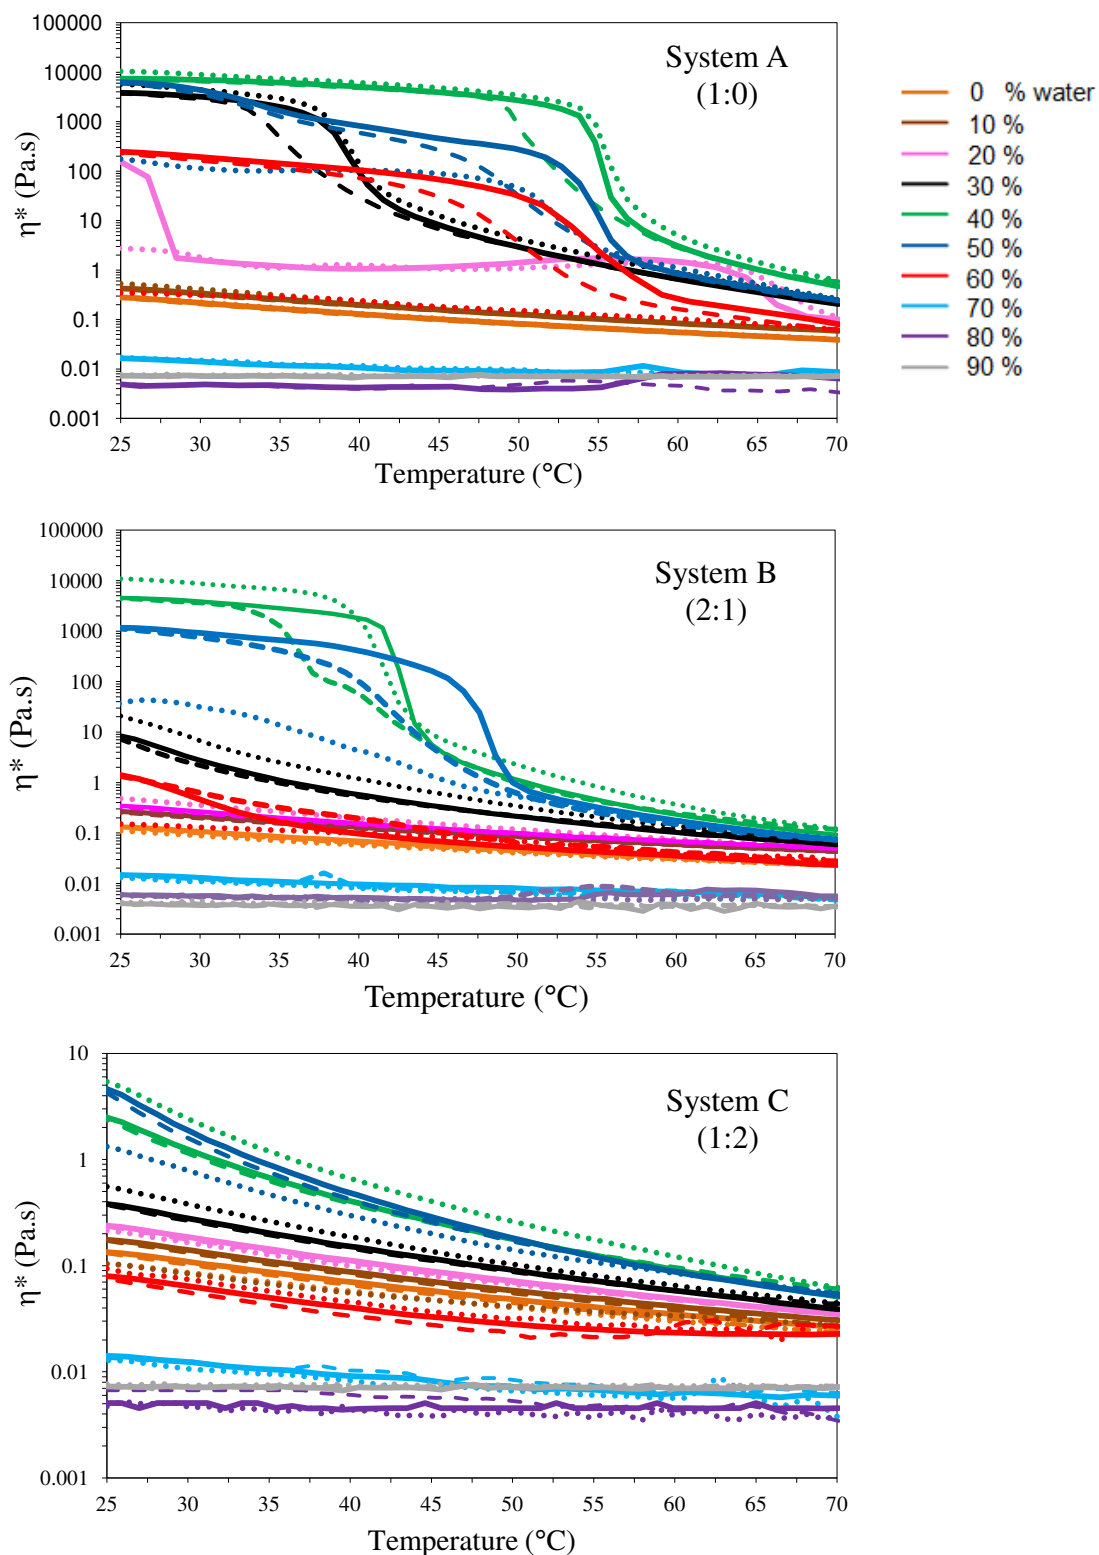 System A
(1:0)
η* (Pa.s)
100000
10000
1000
100
10
1
0.1
0.01
0.001
25 30 35 40 45 50 55 60 65 70
Temperature (°C)
0 % water
10 %
20 %
30 %
40 %
50 %
60 %
70 %
80 %
90 %
System B
(2:1)
η* (Pa.s)
100000
10000
1000
100
10
1
0.1
0.01
0.001
25 30 35 40 45 50 55 60 65 70
Temperature (°C)
System C
(1:2)
η* (Pa.s)
10
1
0.1
0.01
0.001
25 30 35 40 45 50 55 60 65 70
Temperature (°C)